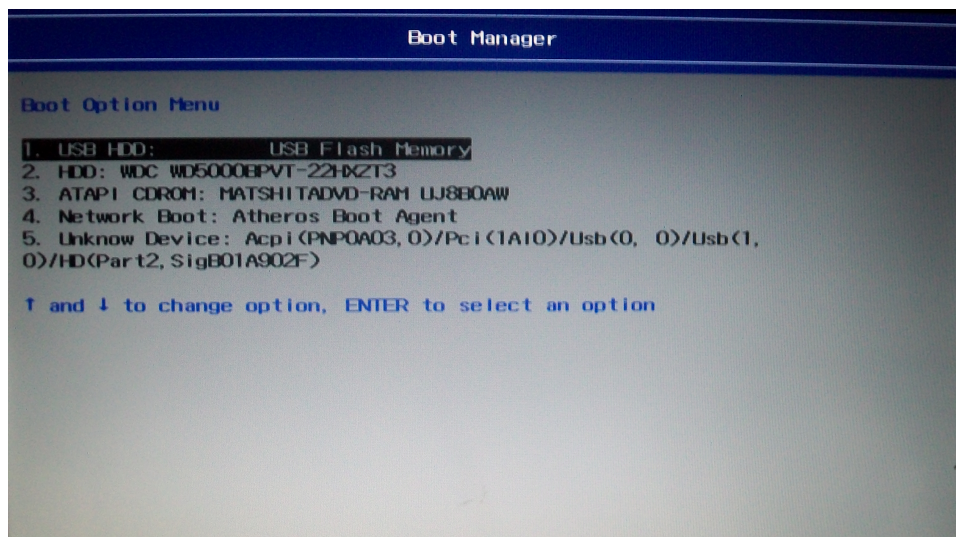 Boot Manager
Boot Option Menu
1. USB HDD: USB Flash Memory
2. HDD: WDC WD5000BPVT-22HXZT3
3. ATAPI CDROM: MATSHITADVD-RAM UJ8B0AW
4. Network Boot: Atheros Boot Agent
5. Unknow Device: Acpi(PNP0A03,0)/Pci(1A|0)/Usb(0, 0)/Usb(1,
0)/HD(Part2,SigB01A902F)
↑ and ↓ to change option, ENTER to select an option